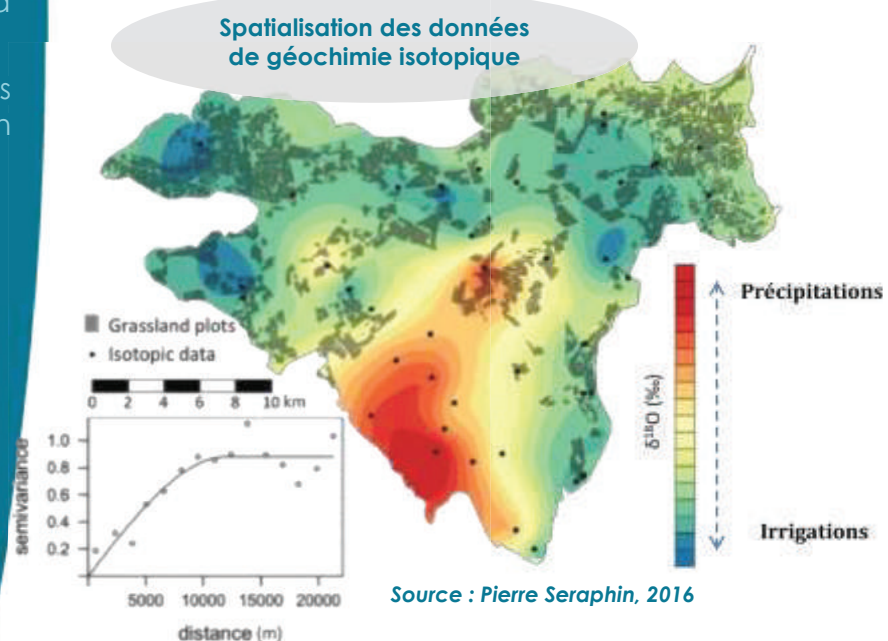 Spatialisation des données
de géochimie isotopique
s
n
Précipitations
δ¹⁸O (‰)
Irrigations
Grassland plots
Isotopic data
0 2 4 6 8 10 km
semivariance
1.0
0.8
0.6
0.4
0.2
5000 10000 15000 20000
distance (m)
Source : Pierre Seraphin, 2016